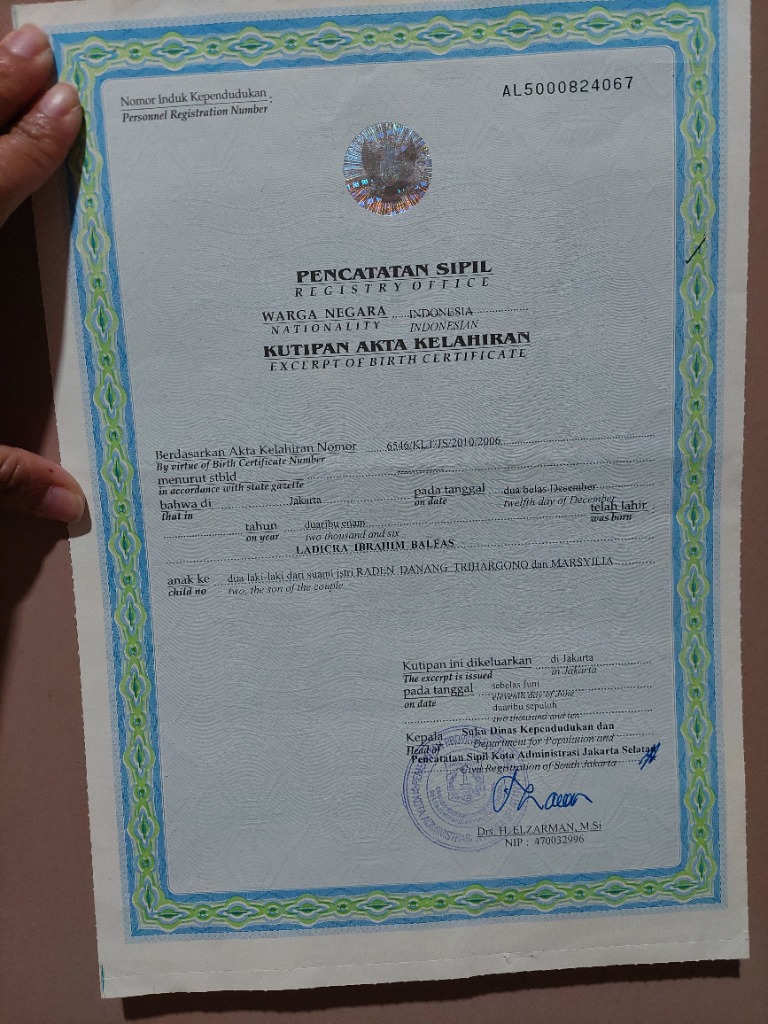 Nomor Induk Kependudukan :
Personnel Registration Number
AL5000824067
PENCATATAN SIPIL
REGISTRY OFFICE
WARGA NEGARA INDONESIA
NATIONALITY INDONESIAN
KUTIPAN AKTA KELAHIRAN
EXCERPT OF BIRTH CERTIFICATE
Berdasarkan Akta Kelahiran Nomor 6546/KLT/JS/2010/2006
By virtue of Birth Certificate Number
menurut stbld
in accordance with state gazette
bahwa di Jakarta pada tanggal dua belas Desember
that in on date twelfth day of December
telah lahir
was born
tahun duaribu enam
on year two thousand and six
LADICRA IBRAHIM BALFAS
anak ke dua laki-laki dari suami istri RADEN DANANG TRIHARGONO dan MARSYILIA
child no two, the son of the couple
Kutipan ini dikeluarkan di Jakarta
The excerpt is issued in Jakarta
pada tanggal sebelas Juni
on date eleventh day of June
duaribu sepuluh
two thousand and ten
Kepala Suku Dinas Kependudukan dan
Head of Department for Population and
Pencatatan Sipil Kota Administrasi Jakarta Selatan
Civil Registration of South Jakarta
Drs. H. ELZARMAN, M.Si
NIP : 470032996